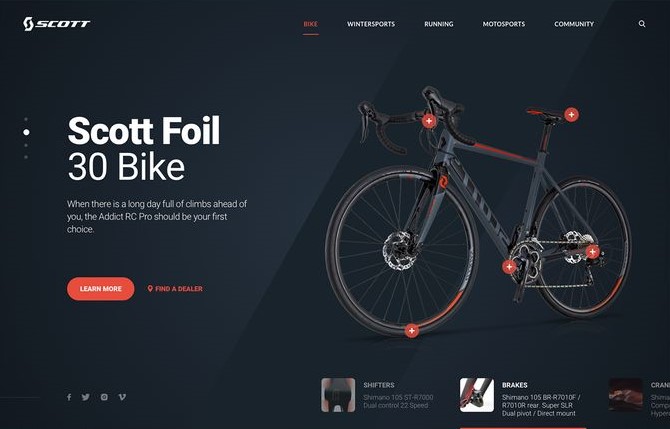 SCOTT
BIKE WINTERSPORTS RUNNING MOTOSPORTS COMMUNITY
Scott Foil
30 Bike
When there is a long day full of climbs ahead of
you, the Addict RC Pro should be your first
choice.
LEARN MORE FIND A DEALER
SHIFTERS
Shimano 105 ST-R7000
Dual control 22 Speed
BRAKES
Shimano 105 BR-R7010F /
R7010R rear: Super SLR
Dual pivot / Direct mount
CRAN
Shima
Compa
Hyper